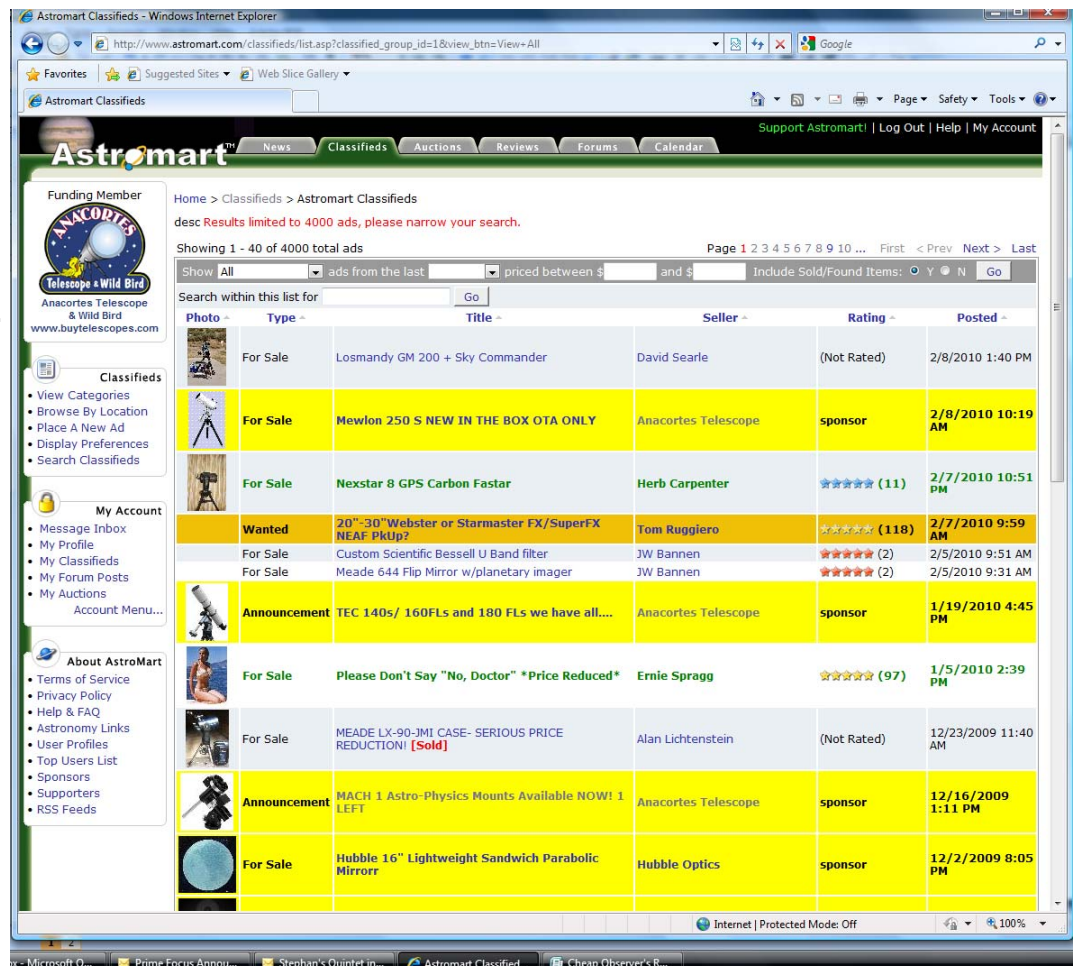 Astromart Classifieds - Windows Internet Explorer
http://www.astromart.com/classifieds/list.asp?classified_group_id=1&view_btn=View+All
Google
Favorites Suggested Sites Web Slice Gallery
Astromart Classifieds Page Safety Tools
Support Astromart! | Log Out | Help | My Account
Astromart™ News Classifieds Auctions Reviews Forums Calendar
Funding Member
ANACORTES
Telescope & Wild Bird
Anacortes Telescope
& Wild Bird
www.buytelescopes.com
Classifieds
• View Categories
• Browse By Location
• Place A New Ad
• Display Preferences
• Search Classifieds
My Account
• Message Inbox
• My Profile
• My Classifieds
• My Forum Posts
• My Auctions
Account Menu...
About AstroMart
• Terms of Service
• Privacy Policy
• Help & FAQ
• Astronomy Links
• User Profiles
• Top Users List
• Sponsors
• Supporters
• RSS Feeds
Home > Classifieds > Astromart Classifieds
desc Results limited to 4000 ads, please narrow your search.
Showing 1 - 40 of 4000 total ads Page 1 2 3 4 5 6 7 8 9 10 ... First < Prev Next > Last
Show All ads from the last priced between $ and $ Include Sold/Found Items: Y N Go
Search within this list for Go
Photo Type Title Seller Rating Posted
For Sale Losmandy GM 200 + Sky Commander David Searle (Not Rated) 2/8/2010 1:40 PM
For Sale Mewlon 250 S NEW IN THE BOX OTA ONLY Anacortes Telescope sponsor 2/8/2010 10:19
AM
For Sale Nexstar 8 GPS Carbon Fastar Herb Carpenter (11) 2/7/2010 10:51
PM
Wanted 20"-30"Webster or Starmaster FX/SuperFX Tom Ruggiero (118) 2/7/2010 9:59
NEAF PkUp? AM
For Sale Custom Scientific Bessell U Band filter JW Bannen (2) 2/5/2010 9:51 AM
For Sale Meade 644 Flip Mirror w/planetary imager JW Bannen (2) 2/5/2010 9:31 AM
Announcement TEC 140s/ 160FLs and 180 FLs we have all.... Anacortes Telescope sponsor 1/19/2010 4:45
PM
For Sale Please Don't Say "No, Doctor" *Price Reduced* Ernie Spragg (97) 1/5/2010 2:39
PM
For Sale MEADE LX-90-JMI CASE- SERIOUS PRICE Alan Lichtenstein (Not Rated) 12/23/2009 11:40
REDUCTION! [Sold] AM
Announcement MACH 1 Astro-Physics Mounts Available NOW! 1 Anacortes Telescope sponsor 12/16/2009
LEFT 1:11 PM
For Sale Hubble 16" Lightweight Sandwich Parabolic Hubble Optics sponsor 12/2/2009 8:05
Mirrorr PM
Internet | Protected Mode: Off 100%
1 2
- Microsoft O... Prime Focus Annou... Stephan's Quintet in... Astromart Classified... Cheap Observer's R...